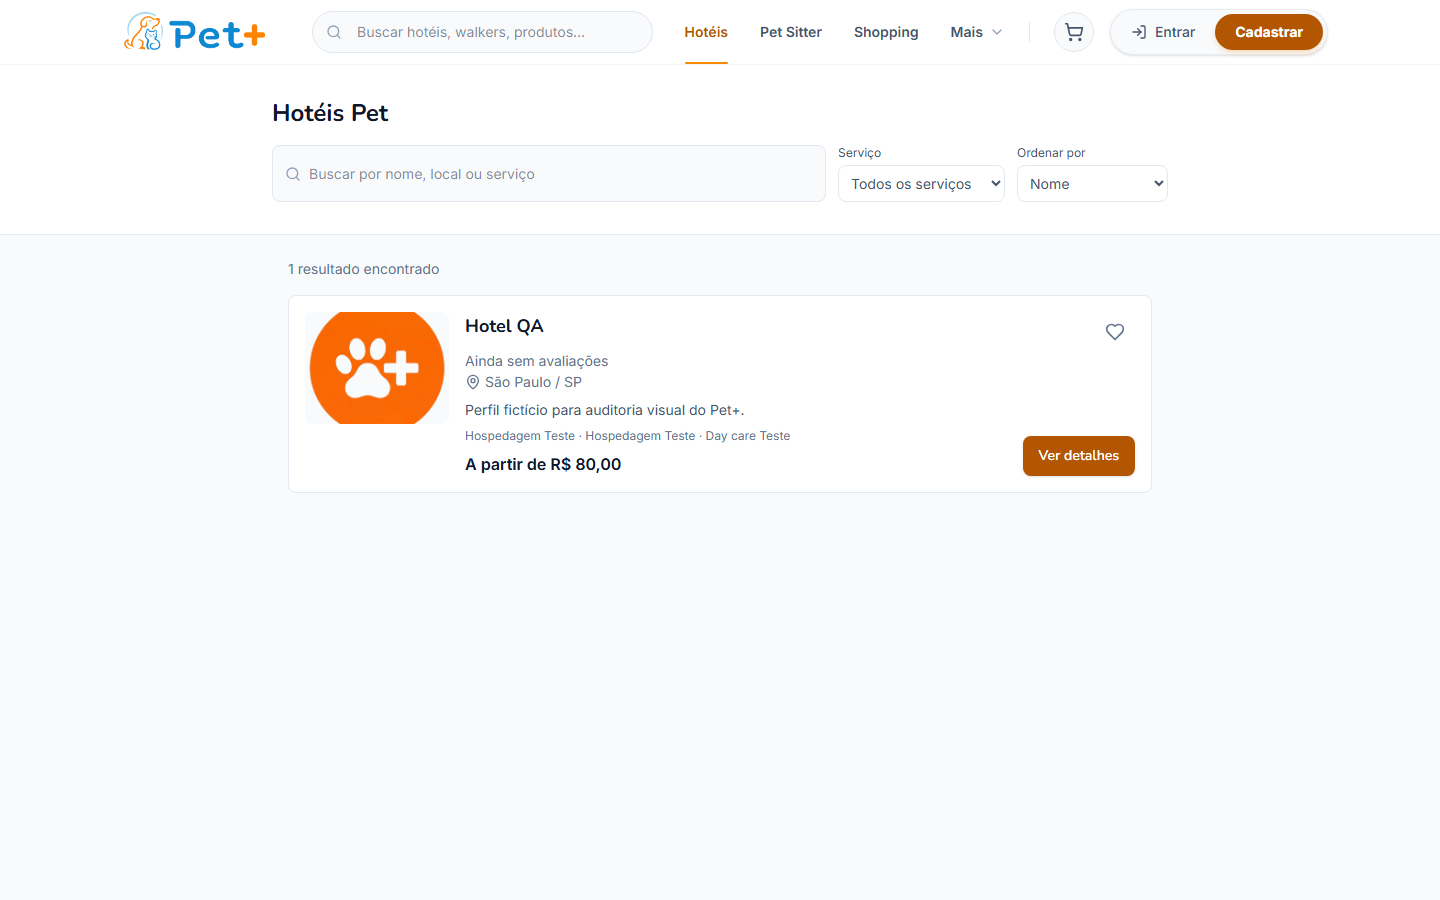 Pet+
Buscar hotéis, walkers, produtos...
Hotéis
Pet Sitter
Shopping
Mais
Entrar
Cadastrar
Hotéis Pet
Buscar por nome, local ou serviço
Serviço
Todos os serviços
Ordenar por
Nome
1 resultado encontrado
Hotel QA
Ainda sem avaliações
São Paulo / SP
Perfil fictício para auditoria visual do Pet+.
Hospedagem Teste · Hospedagem Teste · Day care Teste
A partir de R$ 80,00
Ver detalhes